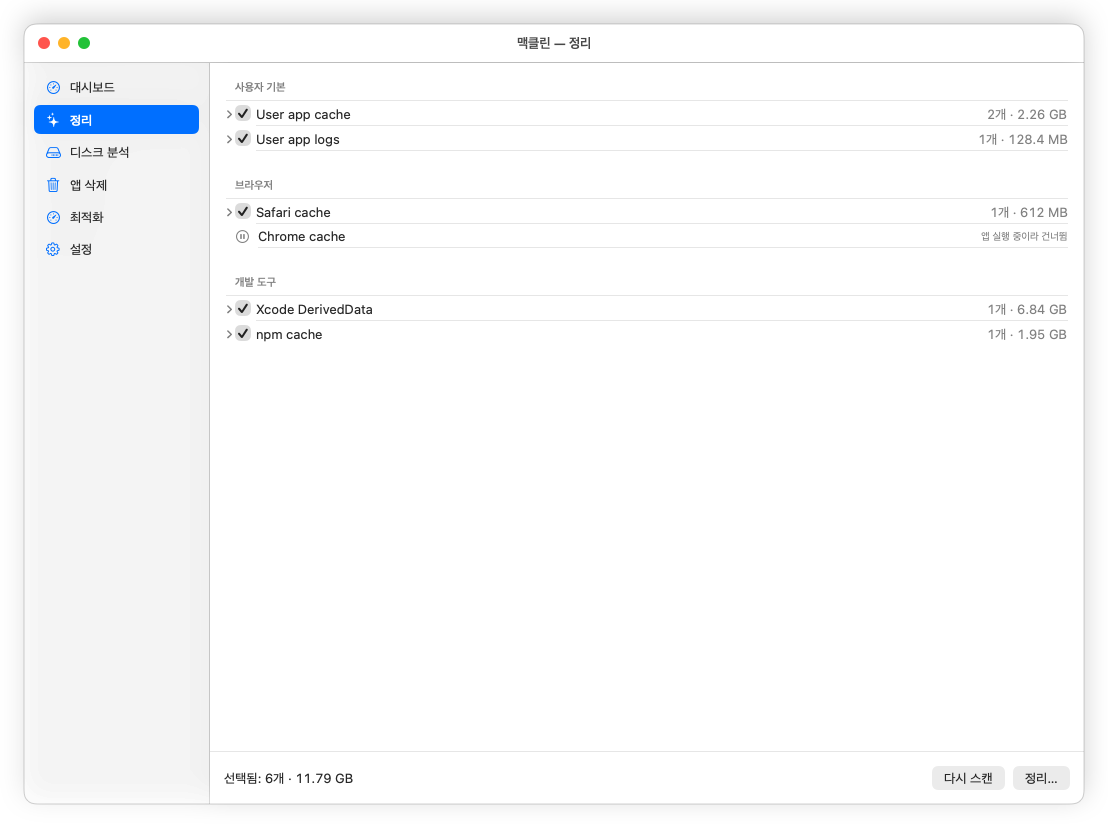 맥클린 — 정리
대시보드
정리
디스크 분석
앱 삭제
최적화
설정
사용자 기본
User app cache 2개 · 2.26 GB
User app logs 1개 · 128.4 MB
브라우저
Safari cache 1개 · 612 MB
Chrome cache 앱 실행 중이라 건너뜀
개발 도구
Xcode DerivedData 1개 · 6.84 GB
npm cache 1개 · 1.95 GB
선택됨: 6개 · 11.79 GB 다시 스캔 정리...